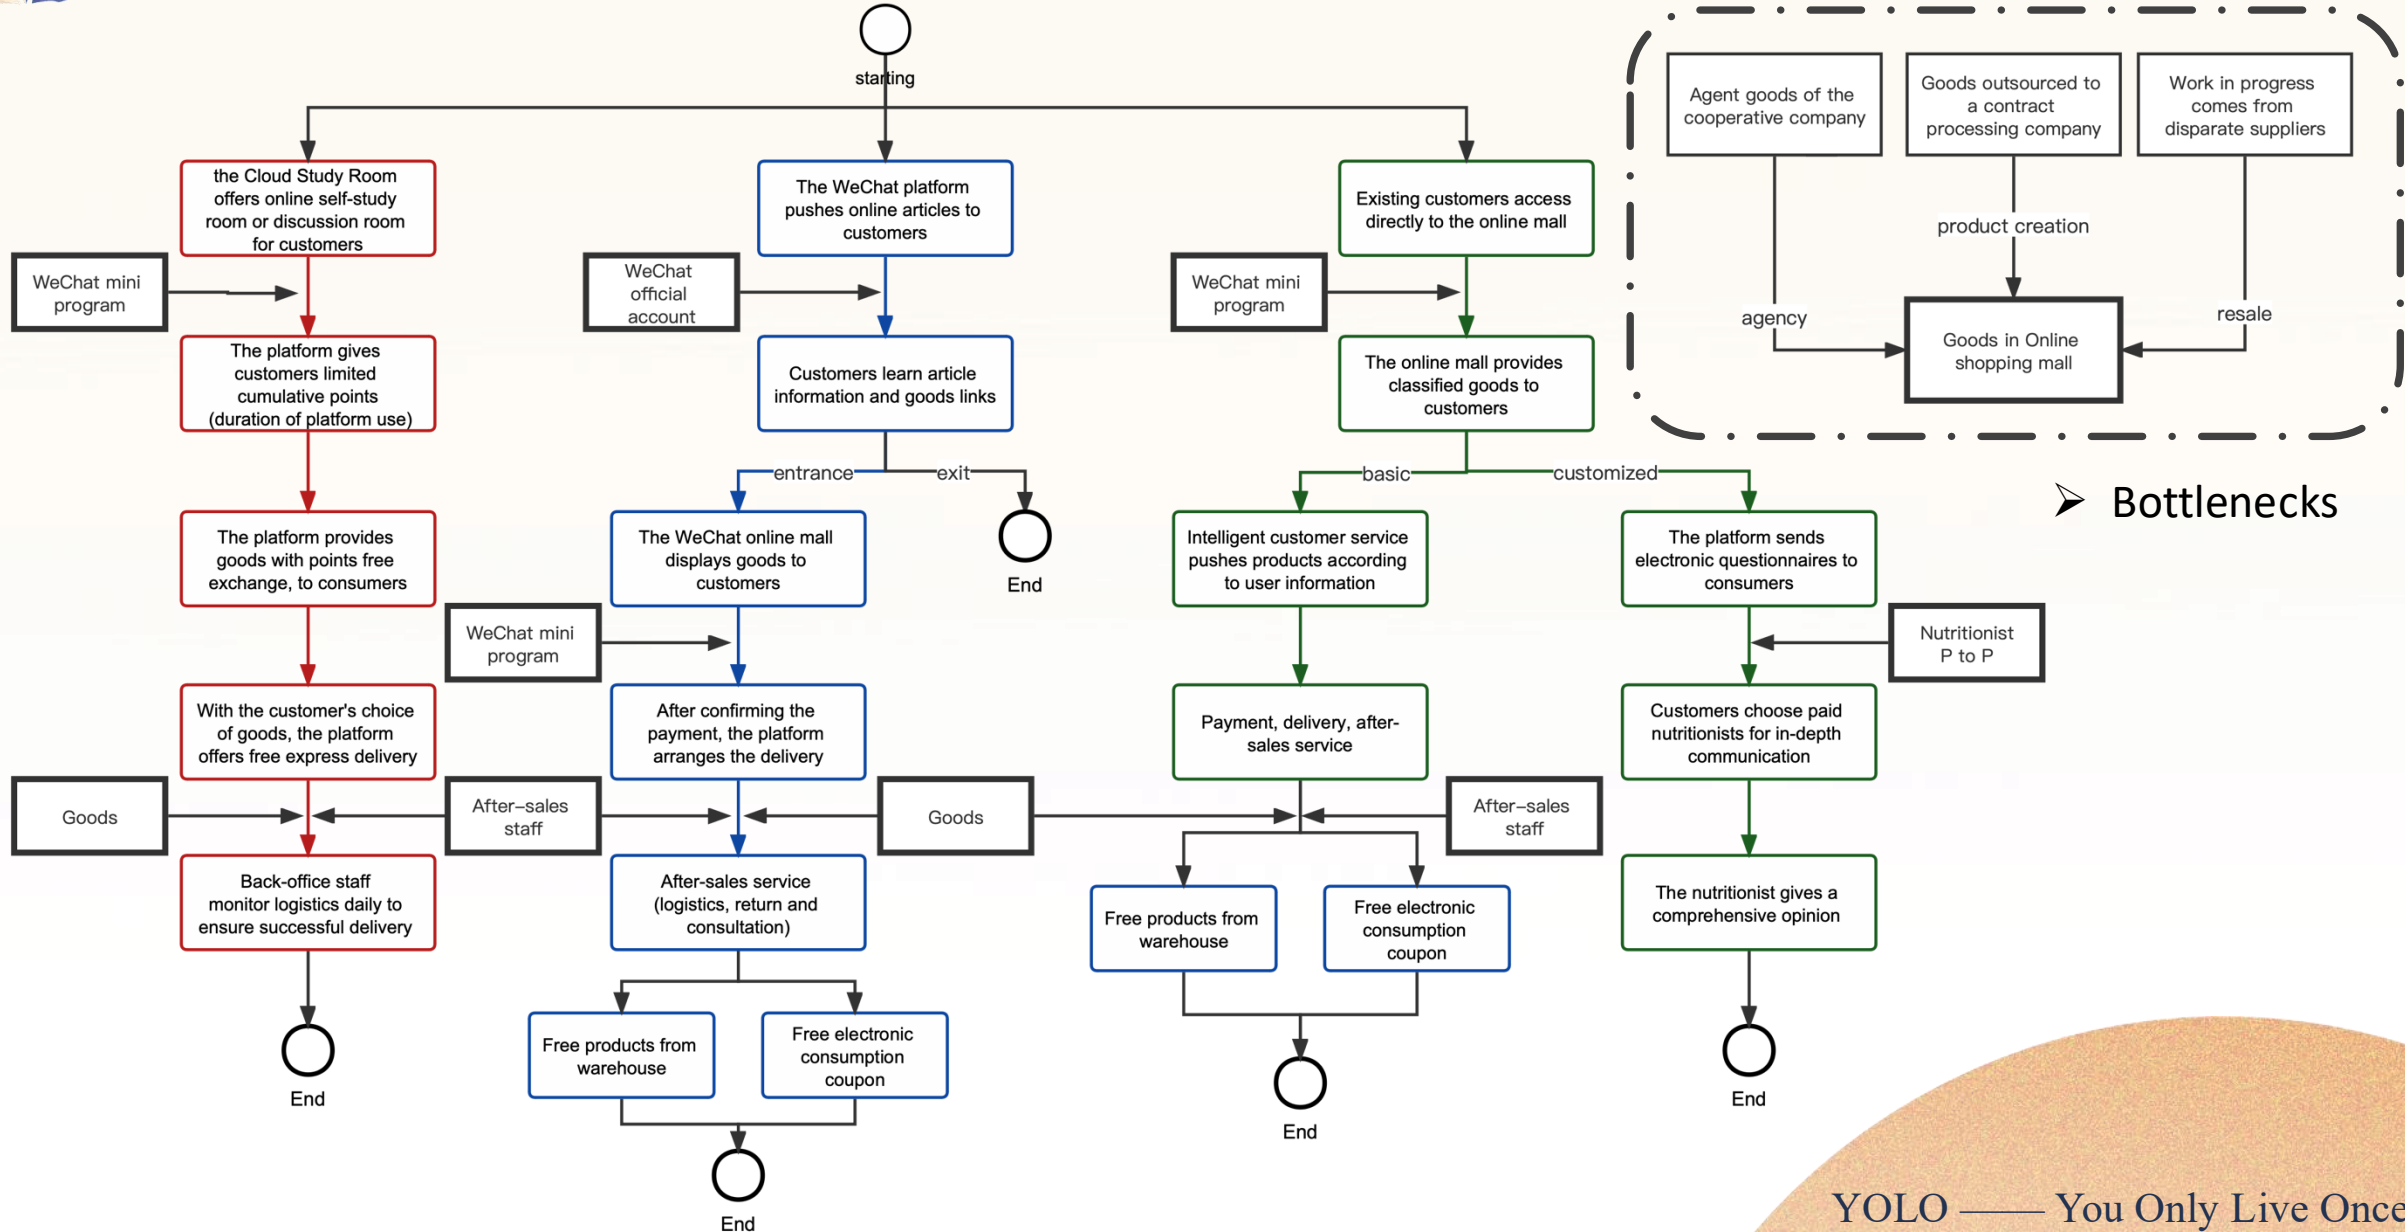 starting
the Cloud Study Room
offers online self-study
room or discussion room
for customers
The WeChat platform
pushes online articles to
customers
Existing customers access
directly to the online mall
WeChat mini
program
WeChat
official
account
WeChat mini
program
The platform gives
customers limited
cumulative points
(duration of platform use)
Customers learn article
information and goods links
The online mall provides
classified goods to
customers
entrance
exit
basic
customized
The platform provides
goods with points free
exchange, to consumers
The WeChat online mall
displays goods to
customers
End
Intelligent customer service
pushes products according
to user information
The platform sends
electronic questionnaires to
consumers
WeChat mini
program
Nutritionist
P to P
With the customer's choice
of goods, the platform
offers free express delivery
After confirming the
payment, the platform
arranges the delivery
Payment, delivery, after-
sales service
Customers choose paid
nutritionists for in-depth
communication
Goods
After–sales
staff
Goods
After–sales
staff
Back-office staff
monitor logistics daily to
ensure successful delivery
After-sales service
(logistics, return and
consultation)
Free products from
warehouse
Free electronic
consumption
coupon
The nutritionist gives a
comprehensive opinion
Free products from
warehouse
Free electronic
consumption
coupon
End
End
End
End
Agent goods of the
cooperative company
Goods outsourced to
a contract
processing company
Work in progress
comes from
disparate suppliers
product creation
agency
resale
Goods in Online
shopping mall
➢ Bottlenecks
YOLO —— You Only Live Once